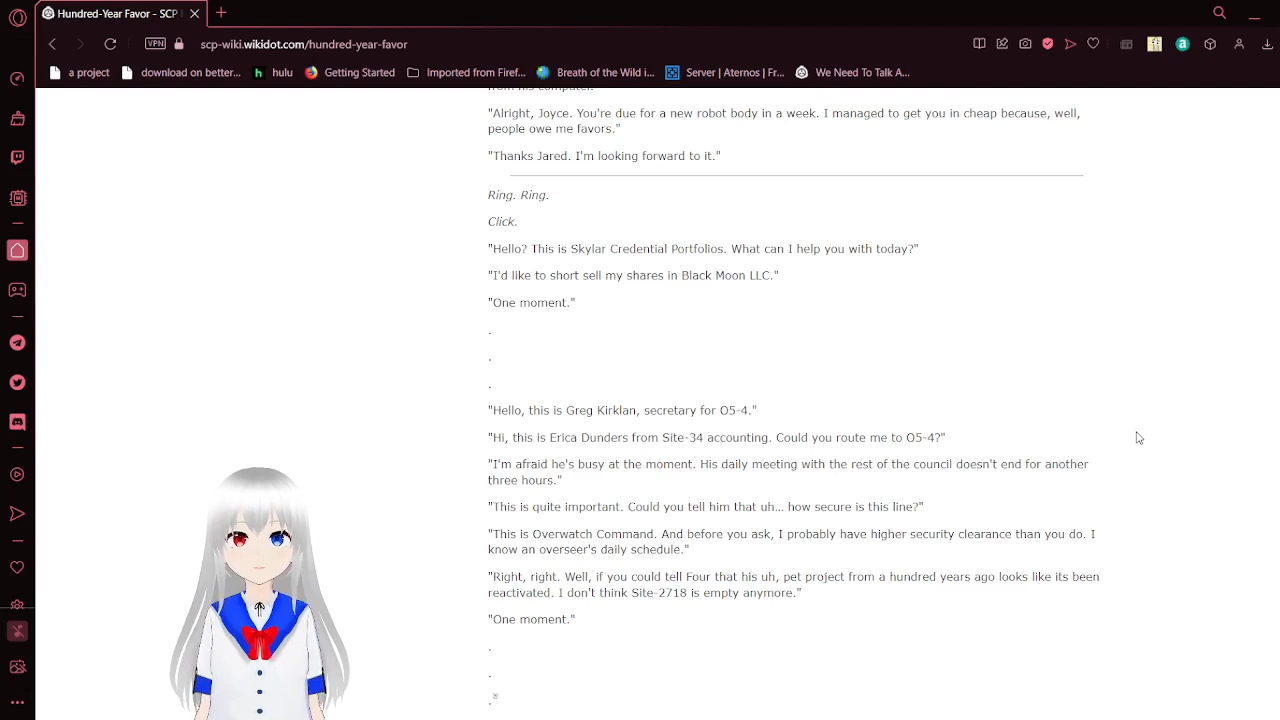 Hundred-Year Favor - SCP
scp-wiki.wikidot.com/hundred-year-favor
VPN
a project
download on better...
hulu
Getting Started
Imported from Firef...
Breath of the Wild i...
Server | Aternos | Fr...
We Need To Talk A...
from his computer.
"Alright, Joyce. You're due for a new robot body in a week. I managed to get you in cheap because, well,
people owe me favors."
"Thanks Jared. I'm looking forward to it."
Ring. Ring.
Click.
"Hello? This is Skylar Credential Portfolios. What can I help you with today?"
"I'd like to short sell my shares in Black Moon LLC."
"One moment."
.
.
.
"Hello, this is Greg Kirklan, secretary for O5-4."
"Hi, this is Erica Dunders from Site-34 accounting. Could you route me to O5-4?"
"I'm afraid he's busy at the moment. His daily meeting with the rest of the council doesn't end for another
three hours."
"This is quite important. Could you tell him that uh... how secure is this line?"
"This is Overwatch Command. And before you ask, I probably have higher security clearance than you do. I
know an overseer's daily schedule."
"Right, right. Well, if you could tell Four that his uh, pet project from a hundred years ago looks like its been
reactivated. I don't think Site-2718 is empty anymore."
"One moment."
.
.
.